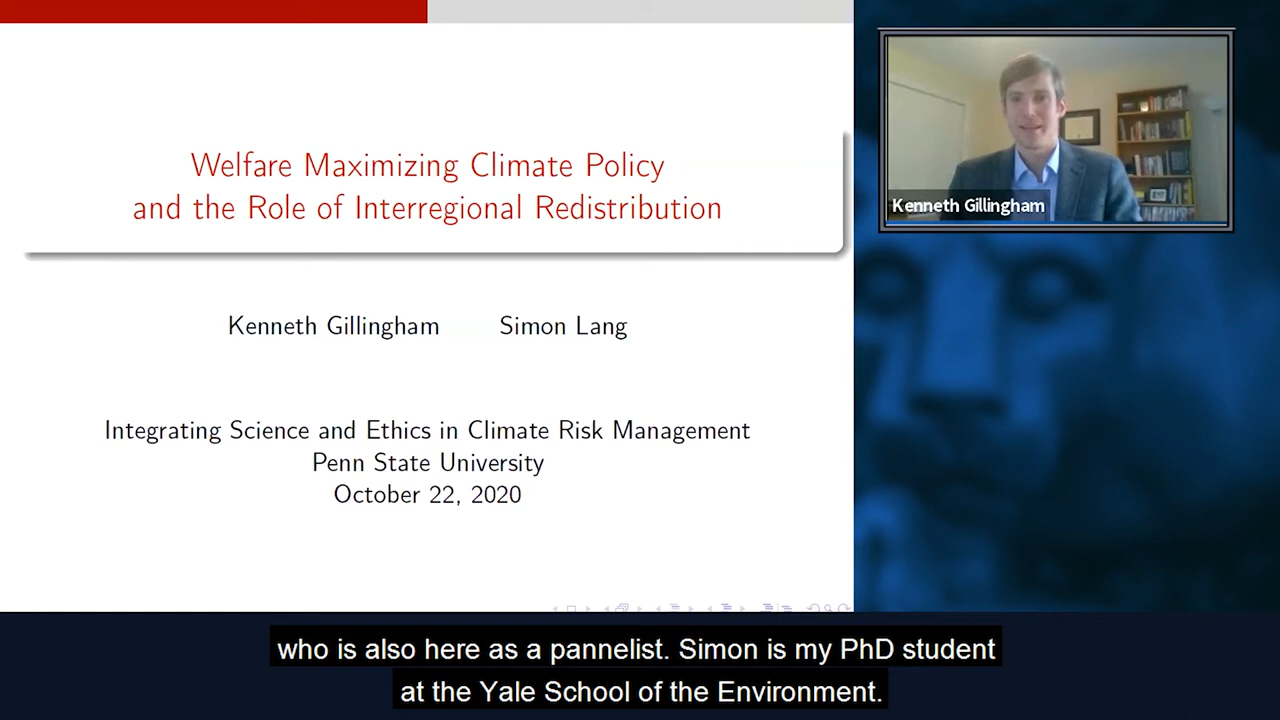 Welfare Maximizing Climate Policy
and the Role of Interregional Redistribution
Kenneth Gillingham Simon Lang
Integrating Science and Ethics in Climate Risk Management
Penn State University
October 22, 2020
Kenneth Gillingham
who is also here as a pannelist. Simon is my PhD student
at the Yale School of the Environment.